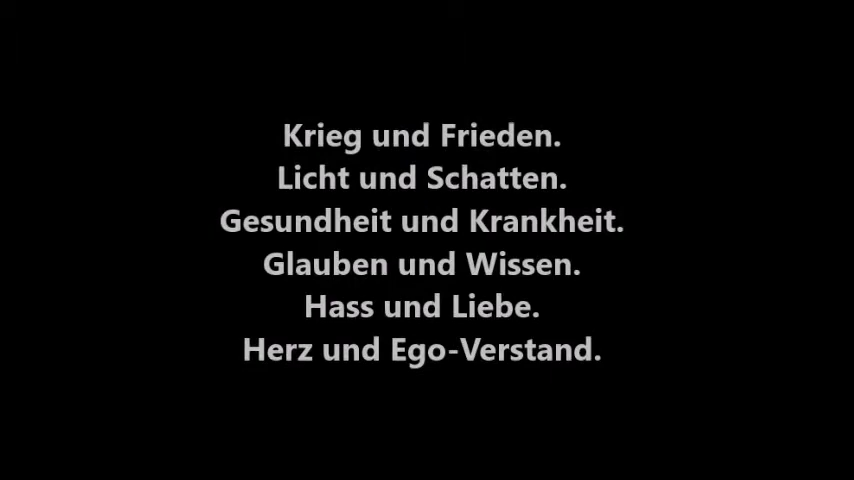 Krieg und Frieden.
Licht und Schatten.
Gesundheit und Krankheit.
Glauben und Wissen.
Hass und Liebe.
Herz und Ego-Verstand.